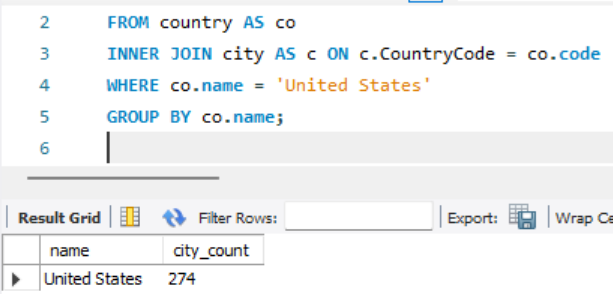 2 FROM country AS co
3 INNER JOIN city AS c ON c.CountryCode = co.code
4 WHERE co.name = 'United States'
5 GROUP BY co.name;
6
Result Grid Filter Rows: Export: Wrap Ce
name city_count
United States 274